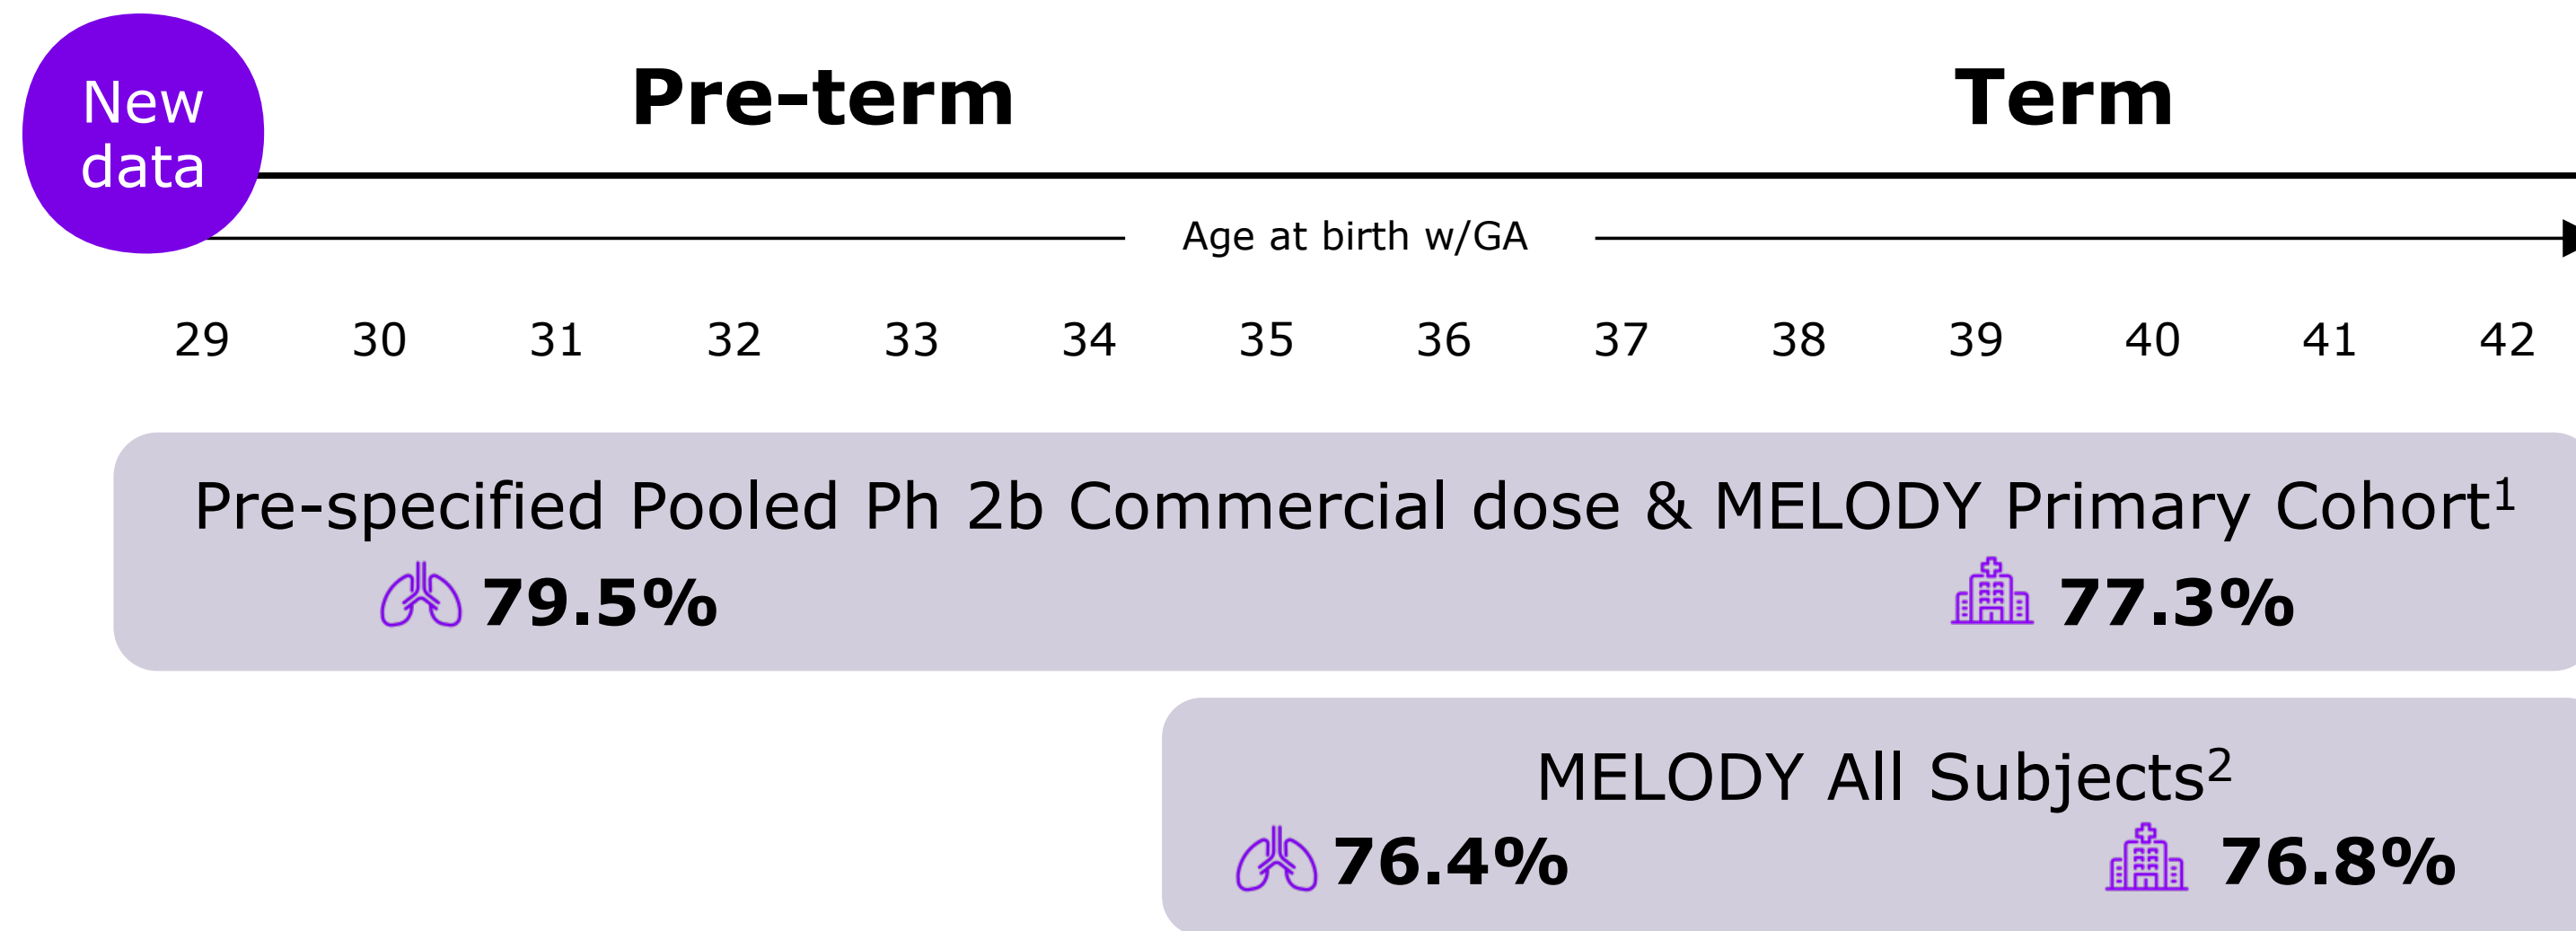 New
data
Pre-term Term
Age at birth w/GA
29 30 31 32 33 34 35 36 37 38 39 40 41 42
Pre-specified Pooled Ph 2b Commercial dose & MELODY Primary Cohort¹
79.5% 77.3%
MELODY All Subjects²
76.4% 76.8%